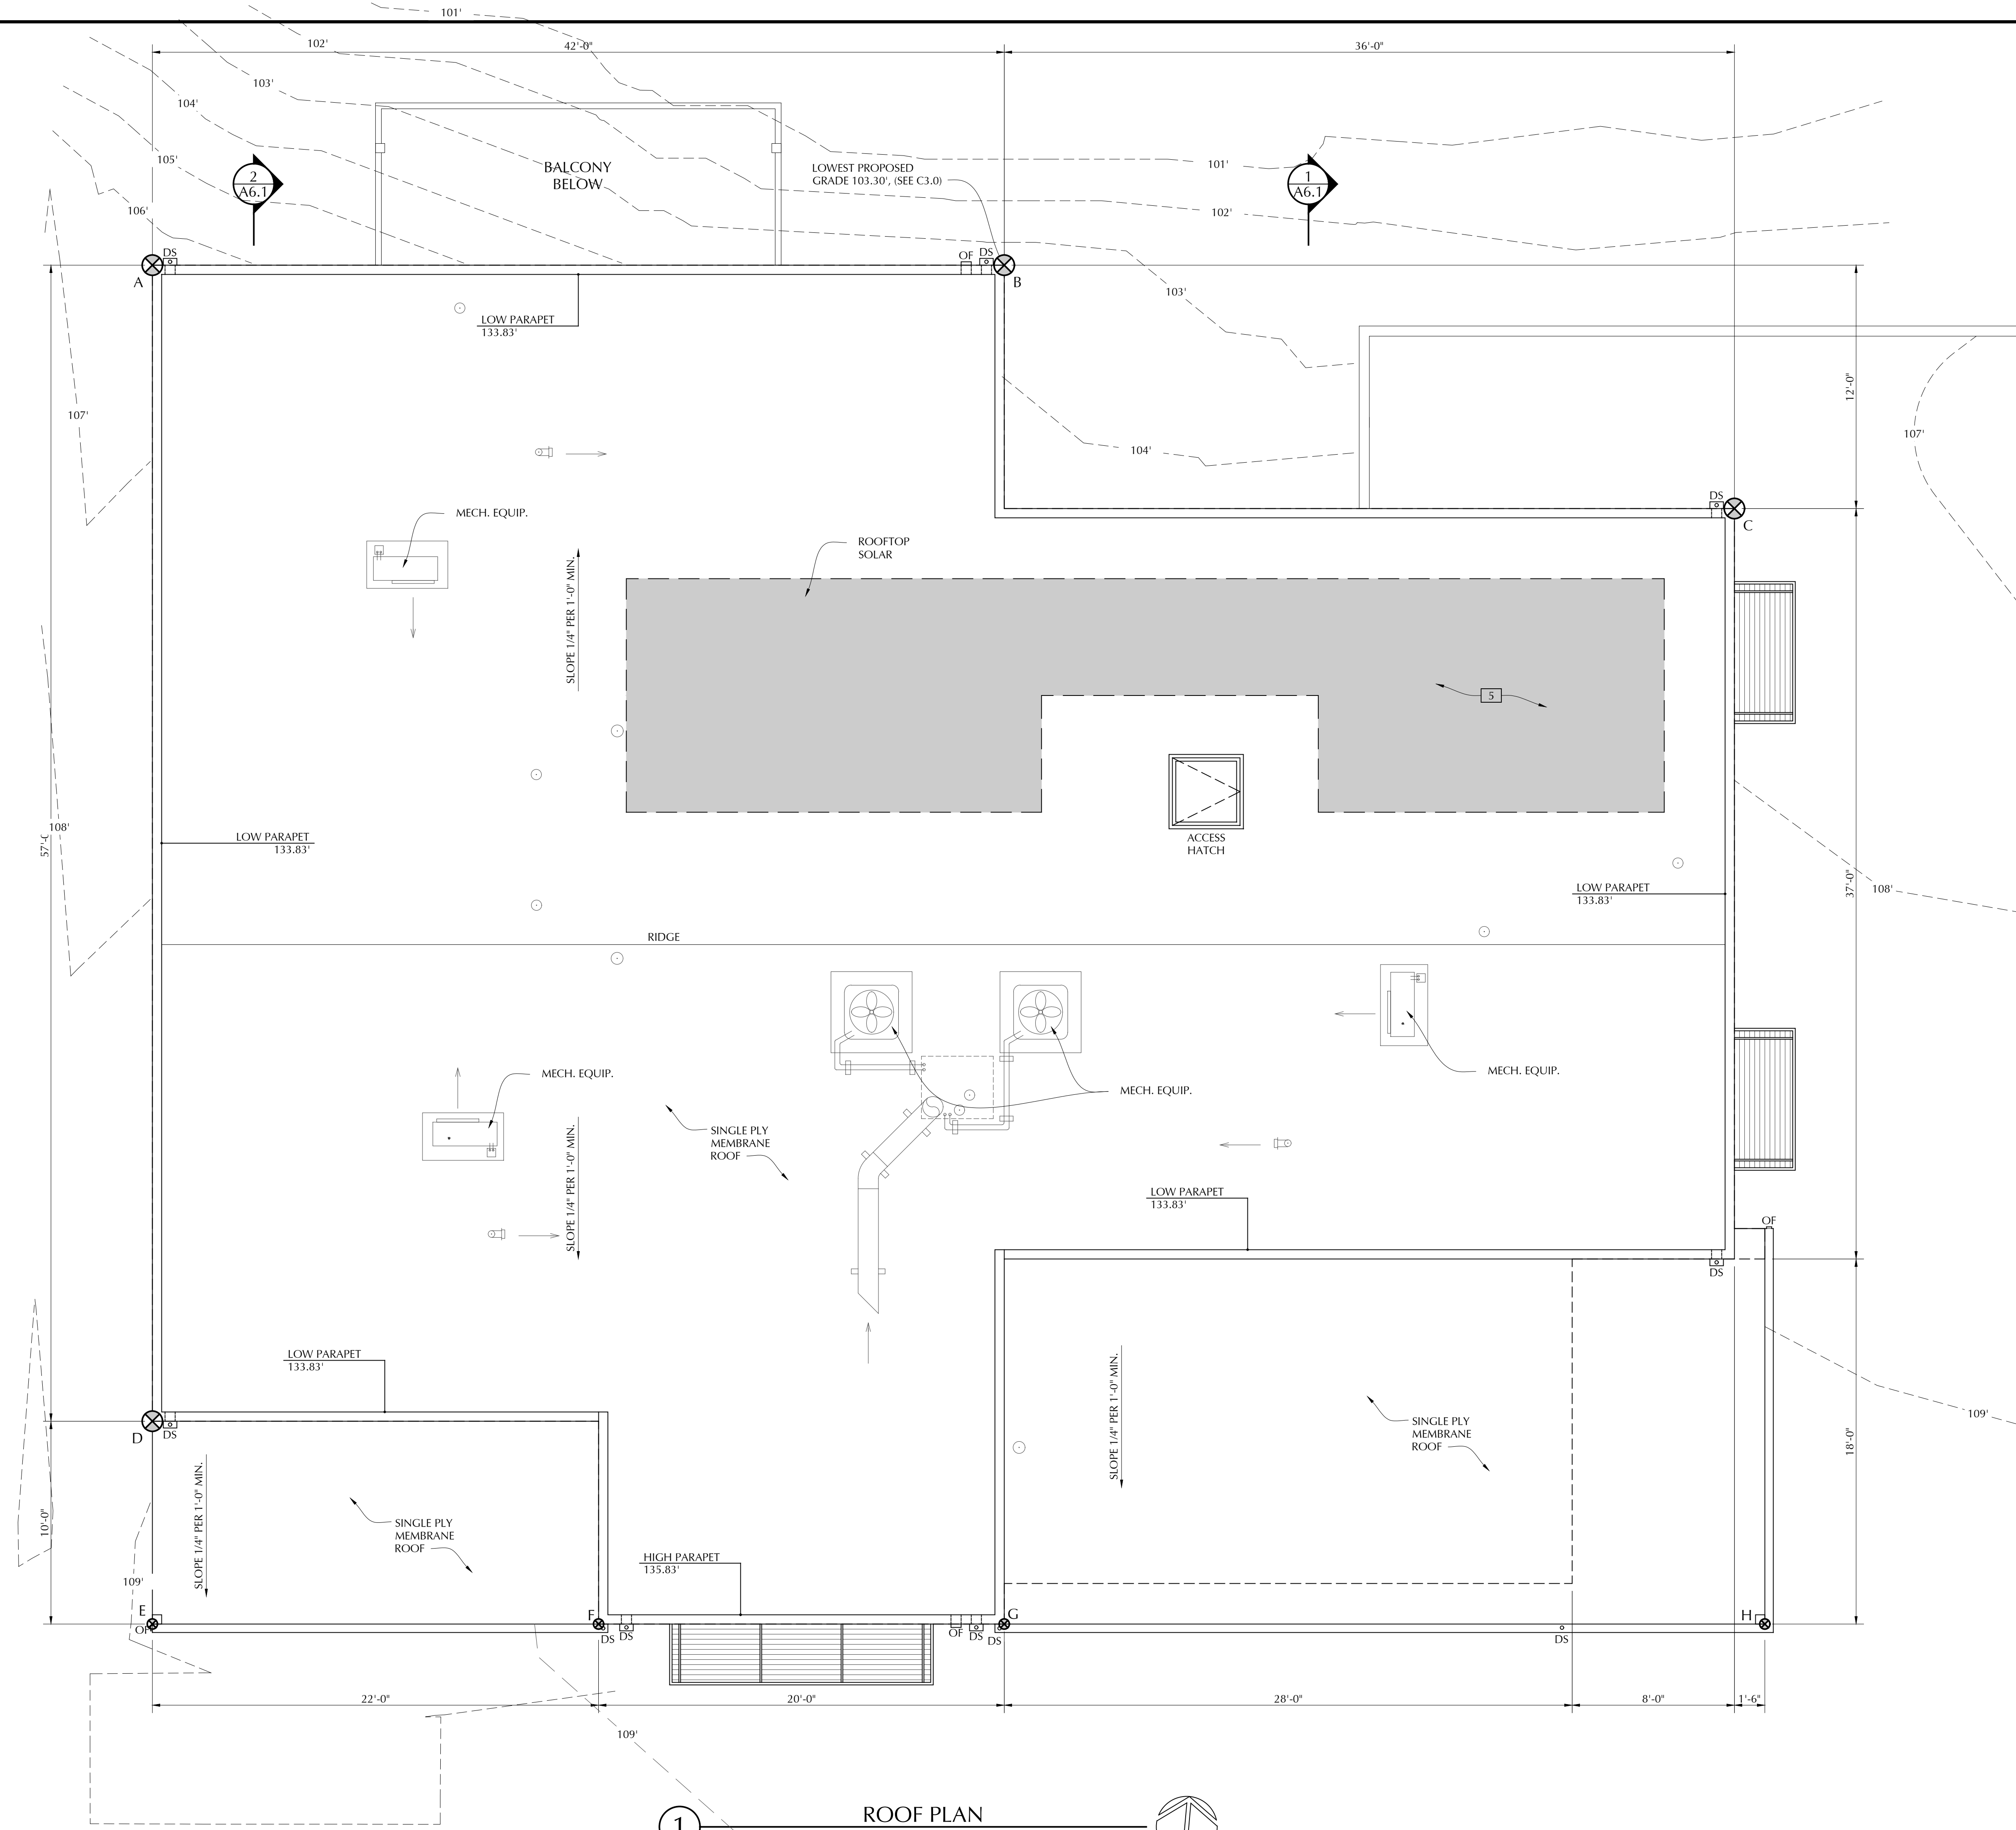 101'
42'-0"
36'-0"
102'
103'
104'
105'
106'
2
A6.1
BALCONY
BELOW
LOWEST PROPOSED
GRADE 103.30', (SEE C3.0)
1
A6.1
101'
102'
DS
OF
DS
A
B
103'
LOW PARAPET
133.83'
12'-0"
107'
107'
104'
DS
C
MECH. EQUIP.
ROOFTOP
SOLAR
SLOPE 1/4" PER 1'-0" MIN.
5
108'
LOW PARAPET
133.83'
ACCESS
HATCH
LOW PARAPET
133.83'
37'-0"
108'
RIDGE
MECH. EQUIP.
MECH. EQUIP.
MECH. EQUIP.
SINGLE PLY
MEMBRANE
ROOF
SLOPE 1/4" PER 1'-0" MIN.
LOW PARAPET
133.83'
OF
DS
LOW PARAPET
133.83'
D
DS
SLOPE 1/4" PER 1'-0" MIN.
SINGLE PLY
MEMBRANE
ROOF
109'
18'-0"
10'-0"
SLOPE 1/4" PER 1'-0" MIN.
SINGLE PLY
MEMBRANE
ROOF
HIGH PARAPET
135.83'
109'
E
F
G
H
OF
DS
DS
OF
DS
DS
DS
22'-0"
20'-0"
28'-0"
8'-0"
1'-6"
109'
1
ROOF PLAN